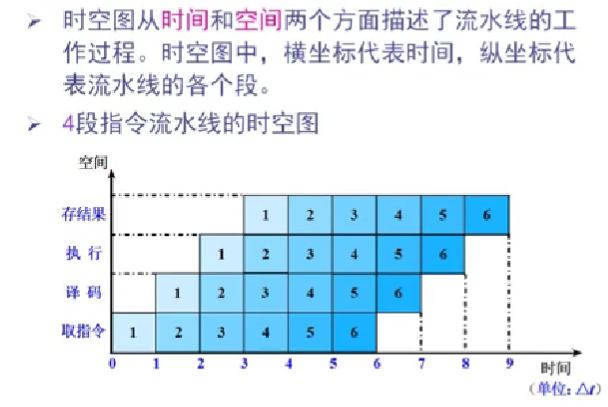 ➢ 时空图从时间和空间两个方面描述了流水线的工
作过程。时空图中，横坐标代表时间，纵坐标代
表流水线的各个段。
➢ 4段指令流水线的时空图
空间
存结果 1 2 3 4 5 6
执 行 1 2 3 4 5 6
译 码 1 2 3 4 5 6
取指令 1 2 3 4 5 6
0 1 2 3 4 5 6 7 8 9 时间
（单位：△t）